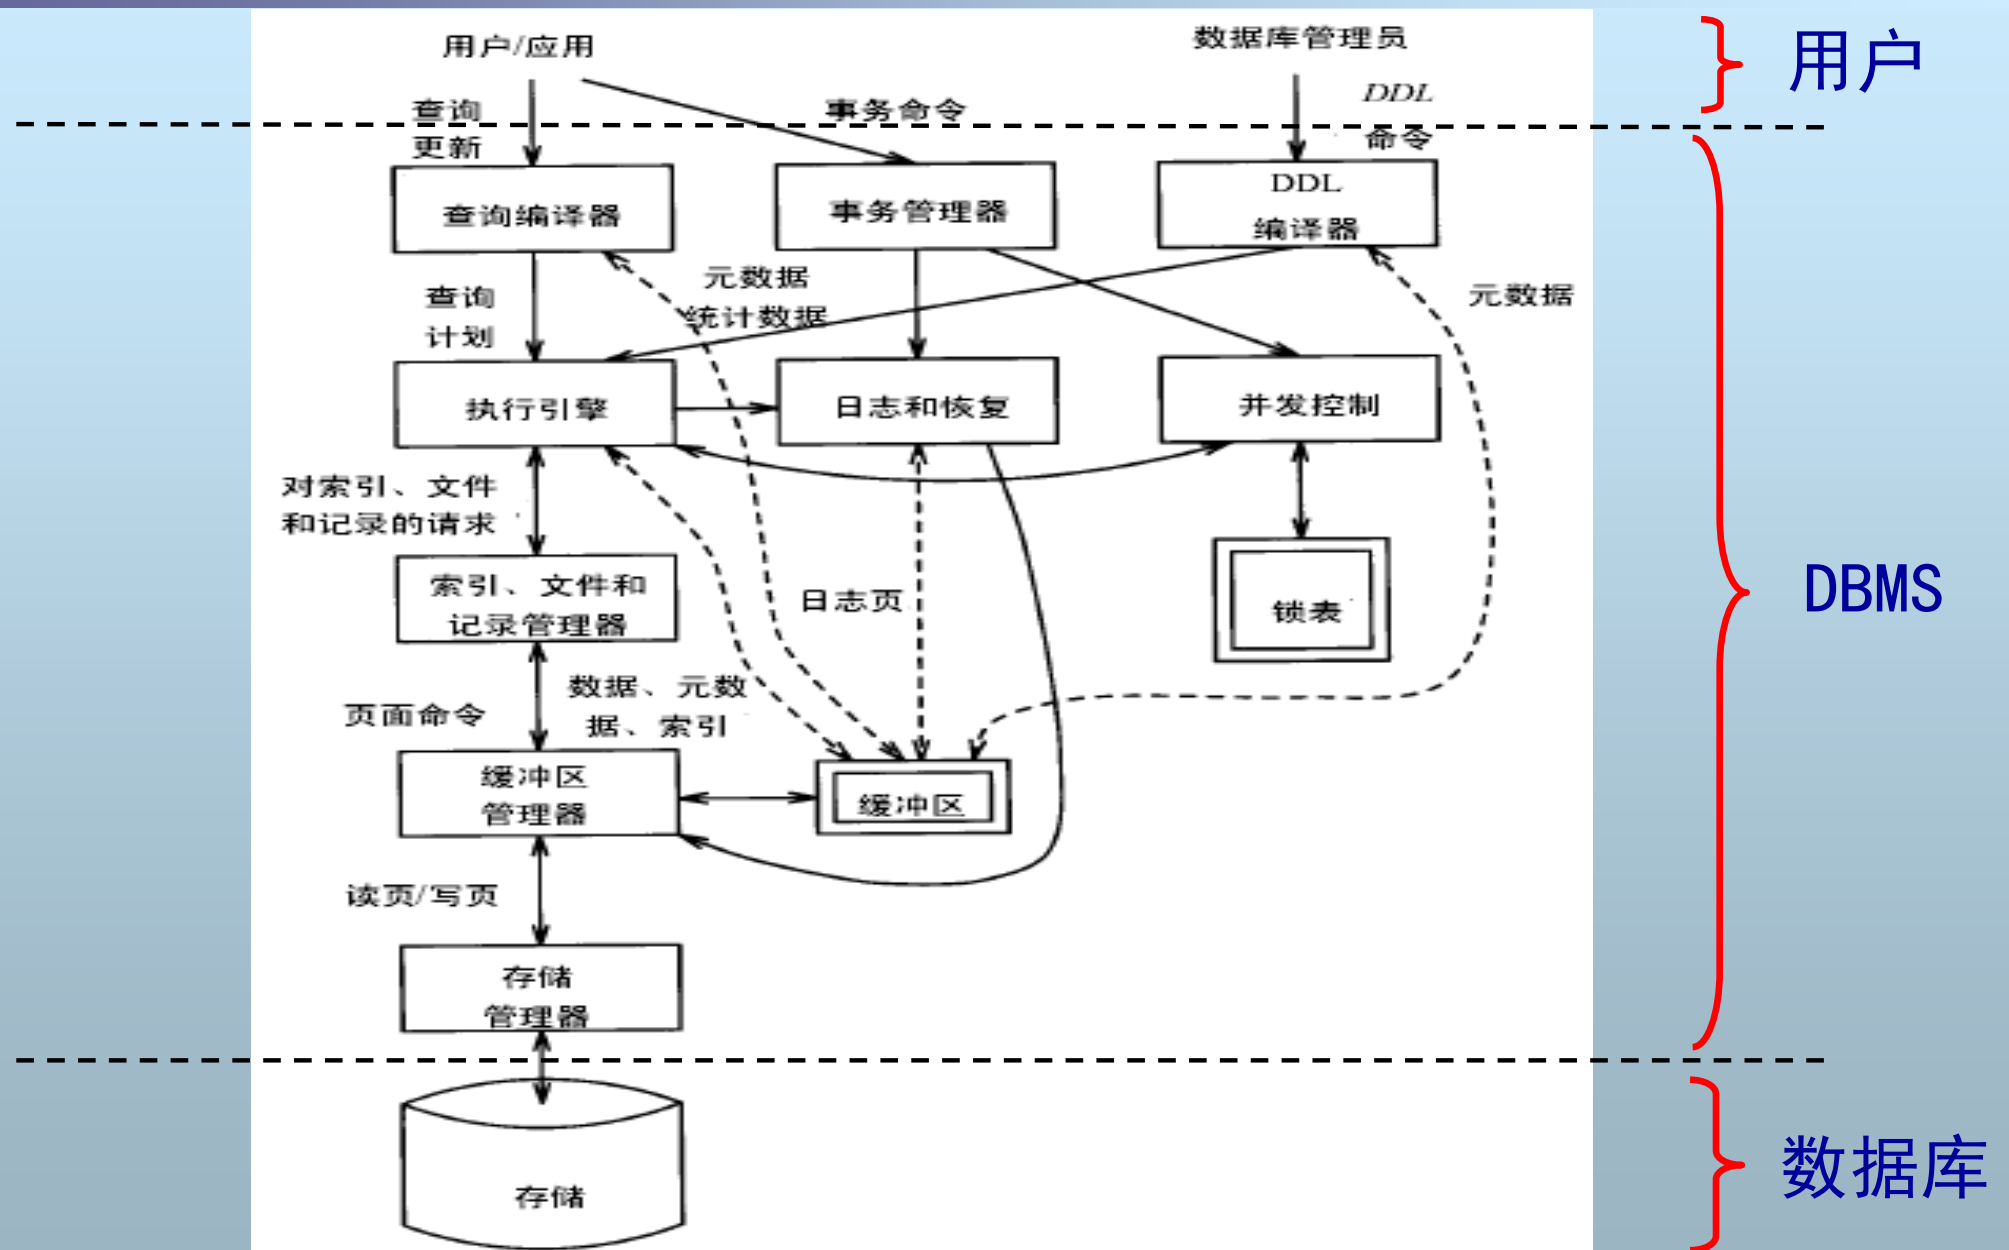 用户/应用
数据库管理员
用户
查询
更新
事务命令
DDL
命令
查询编译器
事务管理器
DDL
编译器
查询
计划
元数据
统计数据
元数据
执行引擎
日志和恢复
并发控制
对索引、文件
和记录的请求
索引、文件和
记录管理器
日志页
锁表
DBMS
页面命令
数据、元数
据、索引
缓冲区
管理器
缓冲区
读页/写页
存储
管理器
存储
数据库